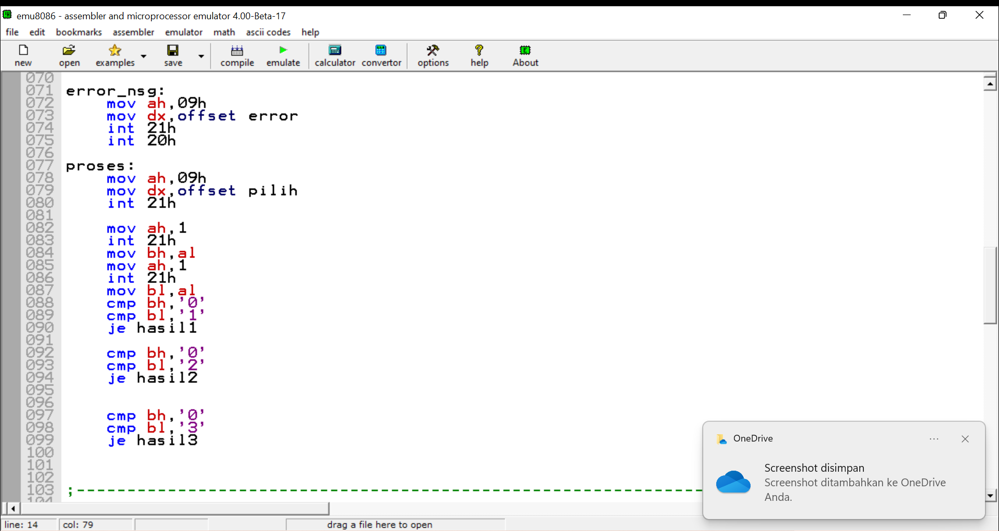 emu8086 - assembler and microprocessor emulator 4.00-Beta-17
file edit bookmarks assembler emulator math ascii codes help
new open examples save compile emulate calculator convertor options help About
070
071 error_nsg:
072 mov ah,09h
073 mov dx,offset error
074 int 21h
075 int 20h
076
077 proses:
078 mov ah,09h
079 mov dx,offset pilih
080 int 21h
081
082 mov ah,1
083 int 21h
084 mov bh,al
085 mov ah,1
086 int 21h
087 mov bl,al
088 cmp bh,'0'
089 cmp bl,'1'
090 je hasil1
091
092 cmp bh,'0'
093 cmp bl,'2'
094 je hasil2
095
096
097 cmp bh,'0'
098 cmp bl,'3'
099 je hasil3
100
101
102
103 ;--------------------------------------------------------------------
104
OneDrive
Screenshot disimpan
Screenshot ditambahkan ke OneDrive
Anda.
line: 14 col: 79 drag a file here to open